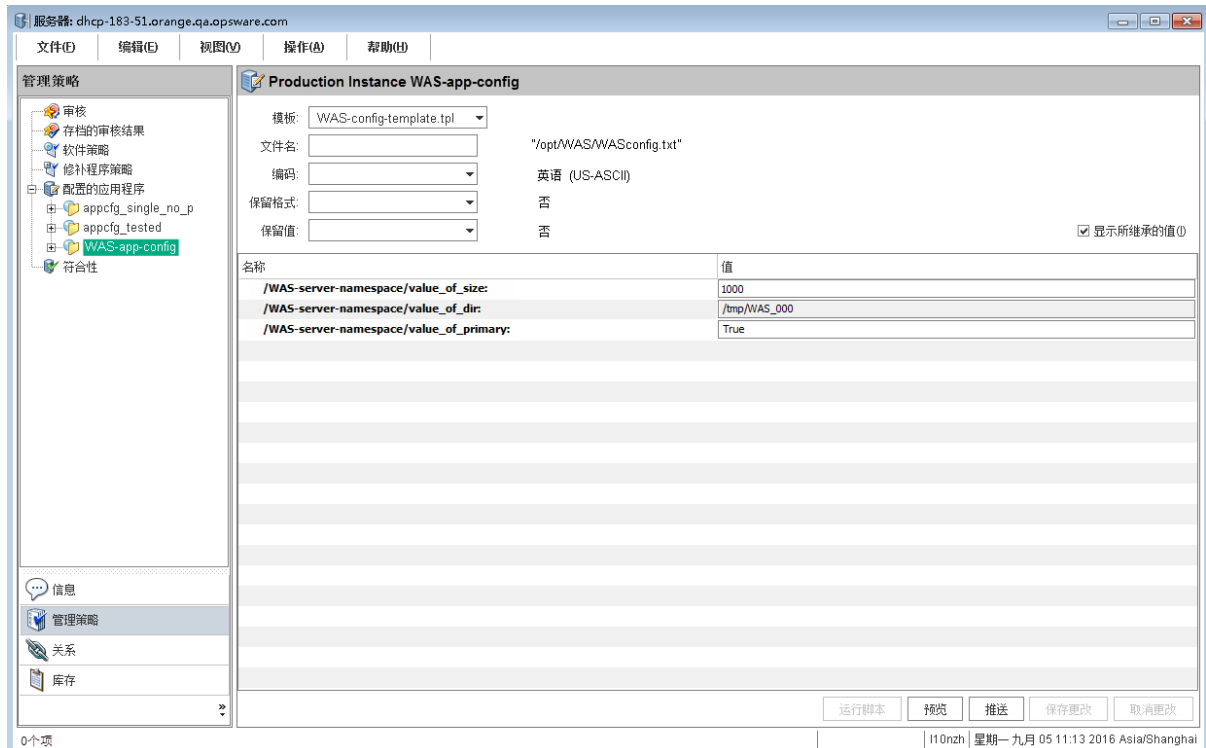 服务器: dhcp-183-51.orange.qa.opsware.com
文件(F) 编辑(E) 视图(V) 操作(A) 帮助(H)
管理策略
审核
存档的审核结果
软件策略
修补程序策略
配置的应用程序
appcfg_single_no_p
appcfg_tested
WAS-app-config
符合性
信息
管理策略
关系
库存
Production Instance WAS-app-config
模板: WAS-config-template.tpl
文件名: "/opt/WAS/WASconfig.txt"
编码: 英语 (US-ASCII)
保留格式: 否
保留值: 否 显示所继承的值(I)
名称 值
/WAS-server-namespace/value_of_size: 1000
/WAS-server-namespace/value_of_dir: /tmp/WAS_000
/WAS-server-namespace/value_of_primary: True
运行脚本 预览 推送 保存更改 取消更改
0个项 l10nzh 星期一 九月 05 11:13 2016 Asia/Shanghai